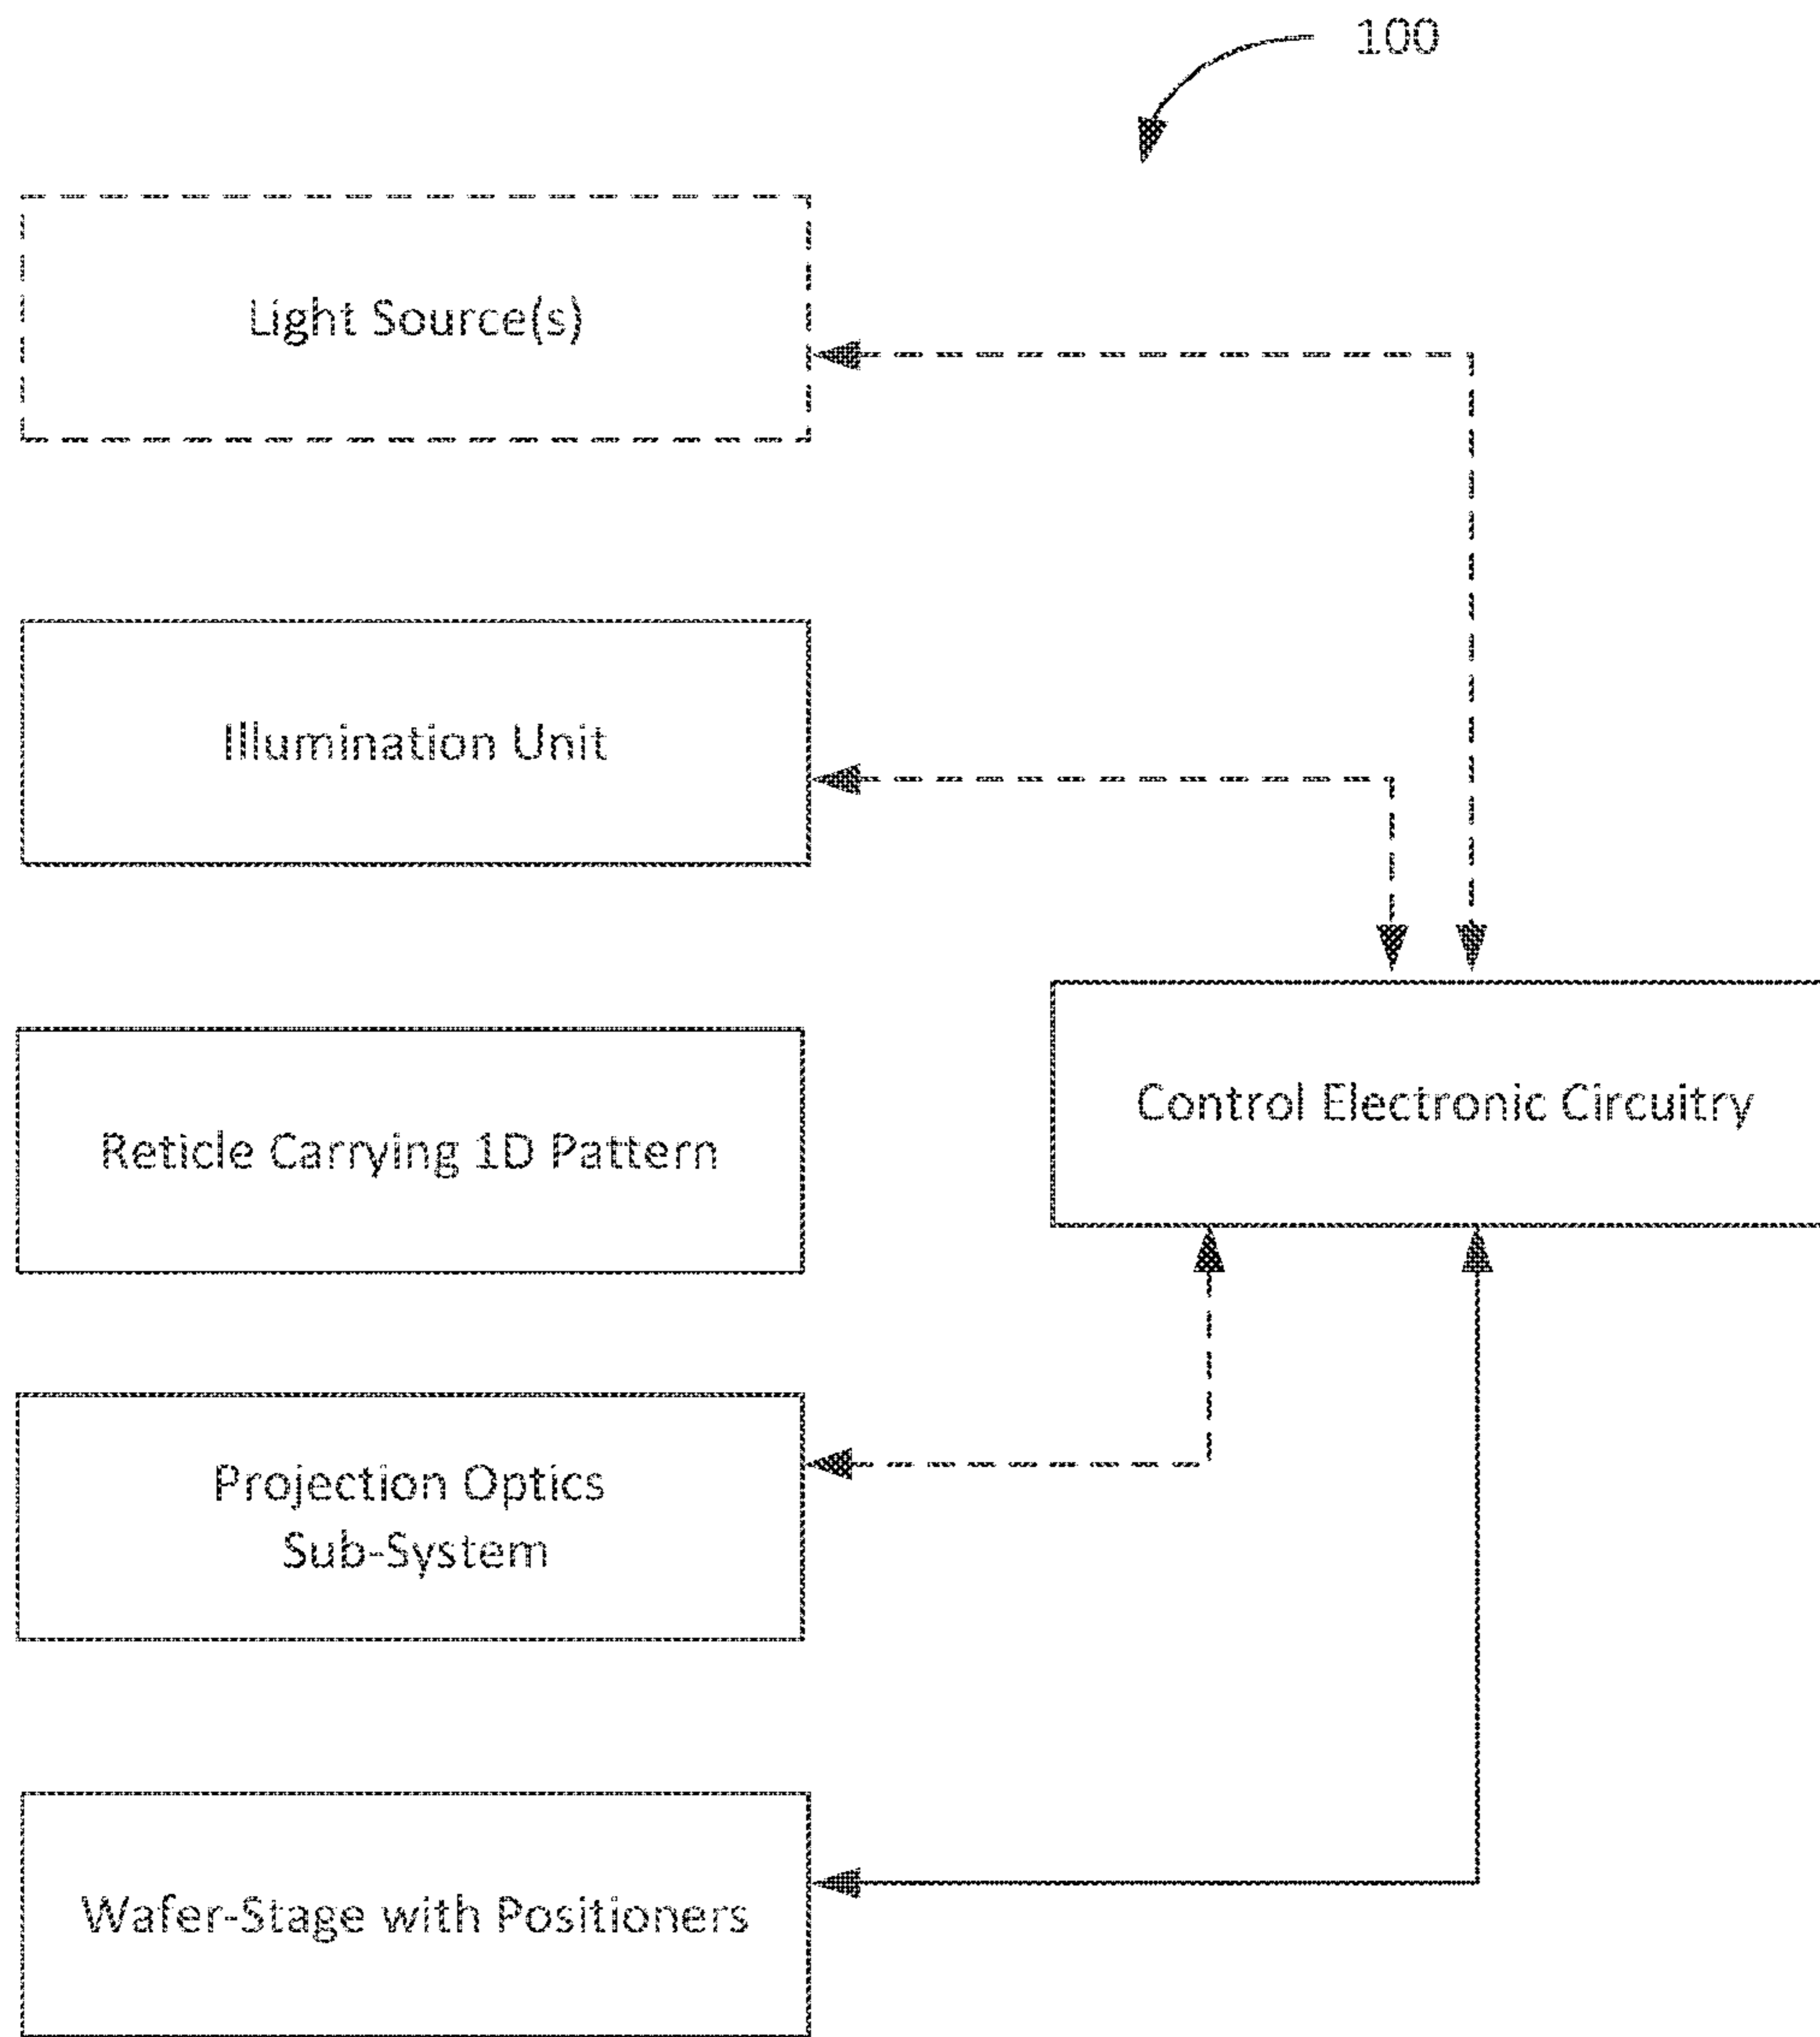 100
Light Source(s)
Illumination Unit
Reticle Carrying 1D Pattern
Control Electronic Circuitry
Projection Optics
Sub-System
Wafer-Stage with Positioners